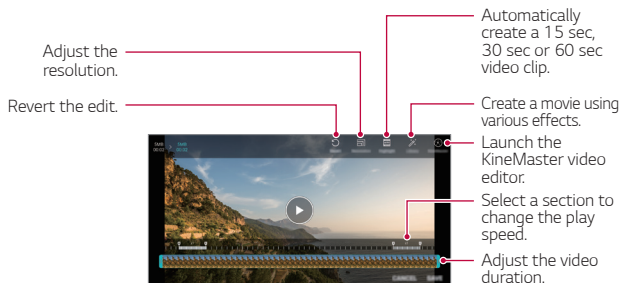 Automatically
create a 15 sec,
30 sec or 60 sec
video clip.
Adjust the
resolution.
Revert the edit.
Create a movie using
various effects.
Launch the
KineMaster video
editor.
Select a section to
change the play
speed.
Adjust the video
duration.
CANCEL SAVE